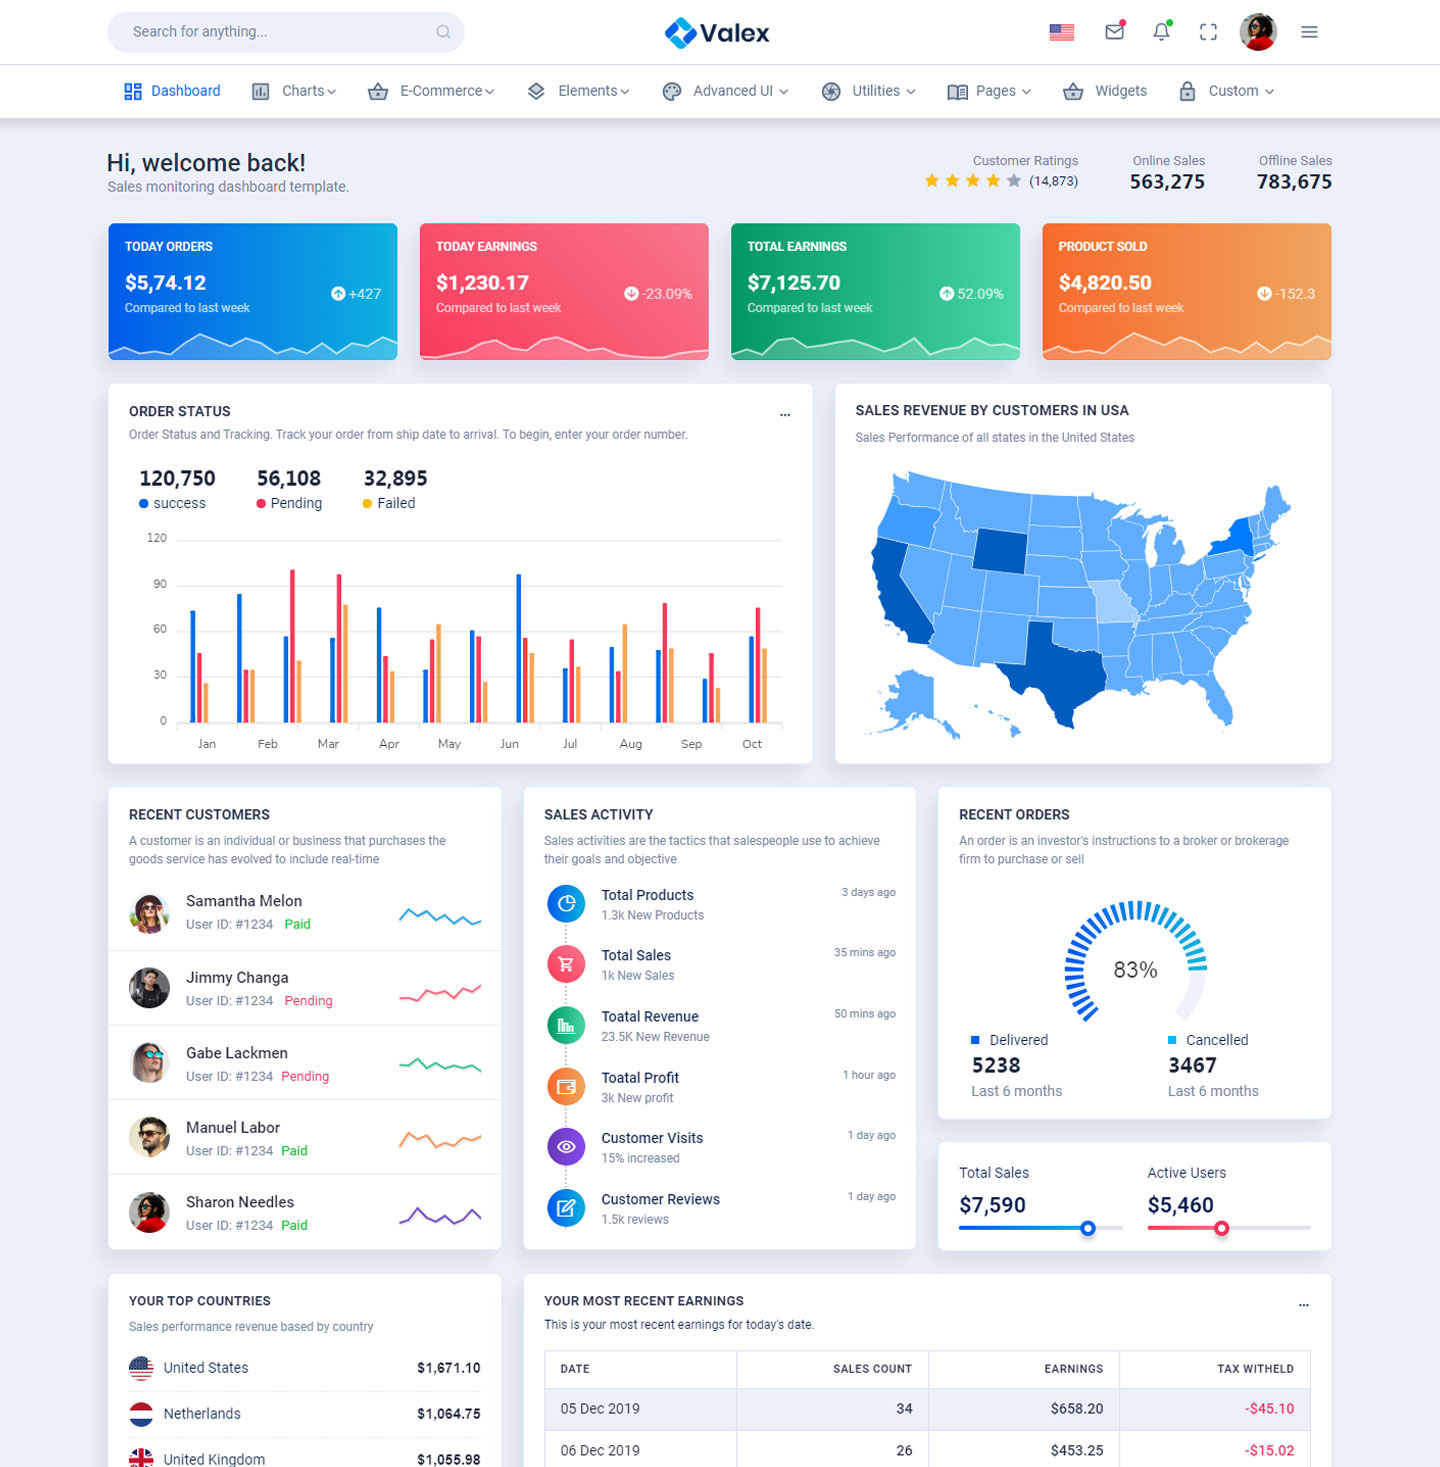 Search for anything...
Valex
Dashboard
Charts
E-Commerce
Elements
Advanced UI
Utilities
Pages
Widgets
Custom
Hi, welcome back!
Sales monitoring dashboard template.
Customer Ratings
(14,873)
Online Sales
563,275
Offline Sales
783,675
TODAY ORDERS
$5,74.12
Compared to last week
+427
TODAY EARNINGS
$1,230.17
Compared to last week
-23.09%
TOTAL EARNINGS
$7,125.70
Compared to last week
52.09%
PRODUCT SOLD
$4,820.50
Compared to last week
-152.3
ORDER STATUS
...
Order Status and Tracking. Track your order from ship date to arrival. To begin, enter your order number.
120,750
success
56,108
Pending
32,895
Failed
120
90
60
30
0
Jan Feb Mar Apr May Jun Jul Aug Sep Oct
SALES REVENUE BY CUSTOMERS IN USA
Sales Performance of all states in the United States
RECENT CUSTOMERS
A customer is an individual or business that purchases the
goods service has evolved to include real-time
Samantha Melon
User ID: #1234 Paid
Jimmy Changa
User ID: #1234 Pending
Gabe Lackmen
User ID: #1234 Pending
Manuel Labor
User ID: #1234 Paid
Sharon Needles
User ID: #1234 Paid
SALES ACTIVITY
Sales activities are the tactics that salespeople use to achieve
their goals and objective
Total Products
3 days ago
1.3k New Products
Total Sales
35 mins ago
1k New Sales
Toatal Revenue
50 mins ago
23.5K New Revenue
Toatal Profit
1 hour ago
3k New profit
Customer Visits
1 day ago
15% increased
Customer Reviews
1 day ago
1.5k reviews
RECENT ORDERS
An order is an investor's instructions to a broker or brokerage
firm to purchase or sell
83%
Delivered
5238
Last 6 months
Cancelled
3467
Last 6 months
Total Sales
$7,590
Active Users
$5,460
YOUR TOP COUNTRIES
Sales performance revenue based by country
United States $1,671.10
Netherlands $1,064.75
United Kingdom $1,055.98
YOUR MOST RECENT EARNINGS
...
This is your most recent earnings for today's date.
DATE SALES COUNT EARNINGS TAX WITHELD
05 Dec 2019 34 $658.20 -$45.10
06 Dec 2019 26 $453.25 -$15.02